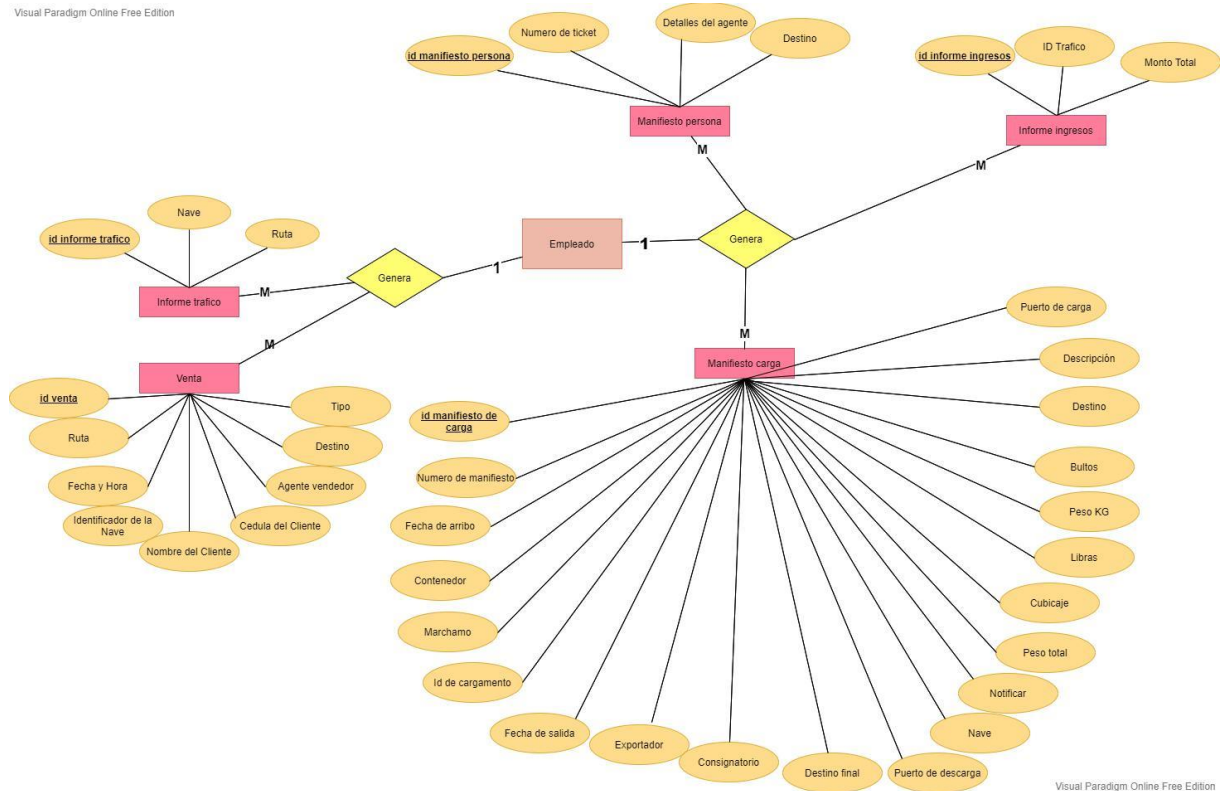 Visual Paradigm Online Free Edition
id manifiesto persona
Numero de ticket
Detalles del agente
Destino
id informe ingresos
ID Trafico
Monto Total
Manifiesto persona
Informe ingresos
M
M
id informe trafico
Nave
Ruta
Empleado
Genera
1
1
Genera
Informe trafico
M
M
M
Venta
Manifiesto carga
id venta
Ruta
Fecha y Hora
Identificador de la
Nave
Nombre del Cliente
Cedula del Cliente
Agente vendedor
Destino
Tipo
Puerto de carga
Descripción
Destino
Bultos
Peso KG
Libras
Cubicaje
Peso total
Notificar
Nave
Puerto de descarga
Destino final
Consignatorio
Exportador
Fecha de salida
Id de cargamento
Marchamo
Contenedor
Fecha de arribo
Numero de manifiesto
id manifiesto de
carga
Visual Paradigm Online Free Edition